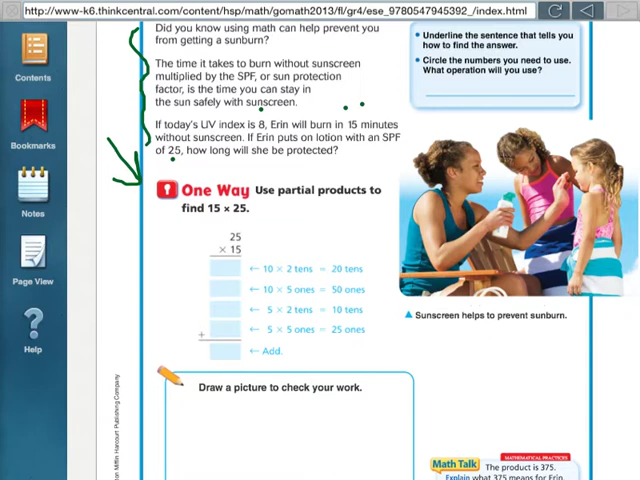 http://www-k6.thinkcentral.com/content/hsp/math/gomath2013/fl/gr4/ese_9780547945392_/index.html
Contents
Bookmarks
Notes
Page View
Help
Did you know using math can help prevent you
from getting a sunburn?
The time it takes to burn without sunscreen
multiplied by the SPF, or sun protection
factor, is the time you can stay in
the sun safely with sunscreen.
If today's UV index is 8, Erin will burn in 15 minutes
without sunscreen. If Erin puts on lotion with an SPF
of 25, how long will she be protected?
• Underline the sentence that tells you
how to find the answer.
• Circle the numbers you need to use.
What operation will you use?
One Way Use partial products to
find 15 × 25.
25
× 15
← 10 × 2 tens = 20 tens
← 10 × 5 ones = 50 ones
← 5 × 2 tens = 10 tens
← 5 × 5 ones = 25 ones
+
← Add.
▲ Sunscreen helps to prevent sunburn.
Draw a picture to check your work.
Mifflin Harcourt Publishing Company
MATHEMATICAL PRACTICES
Math Talk The product is 375.
Explain what 375 means for Erin.